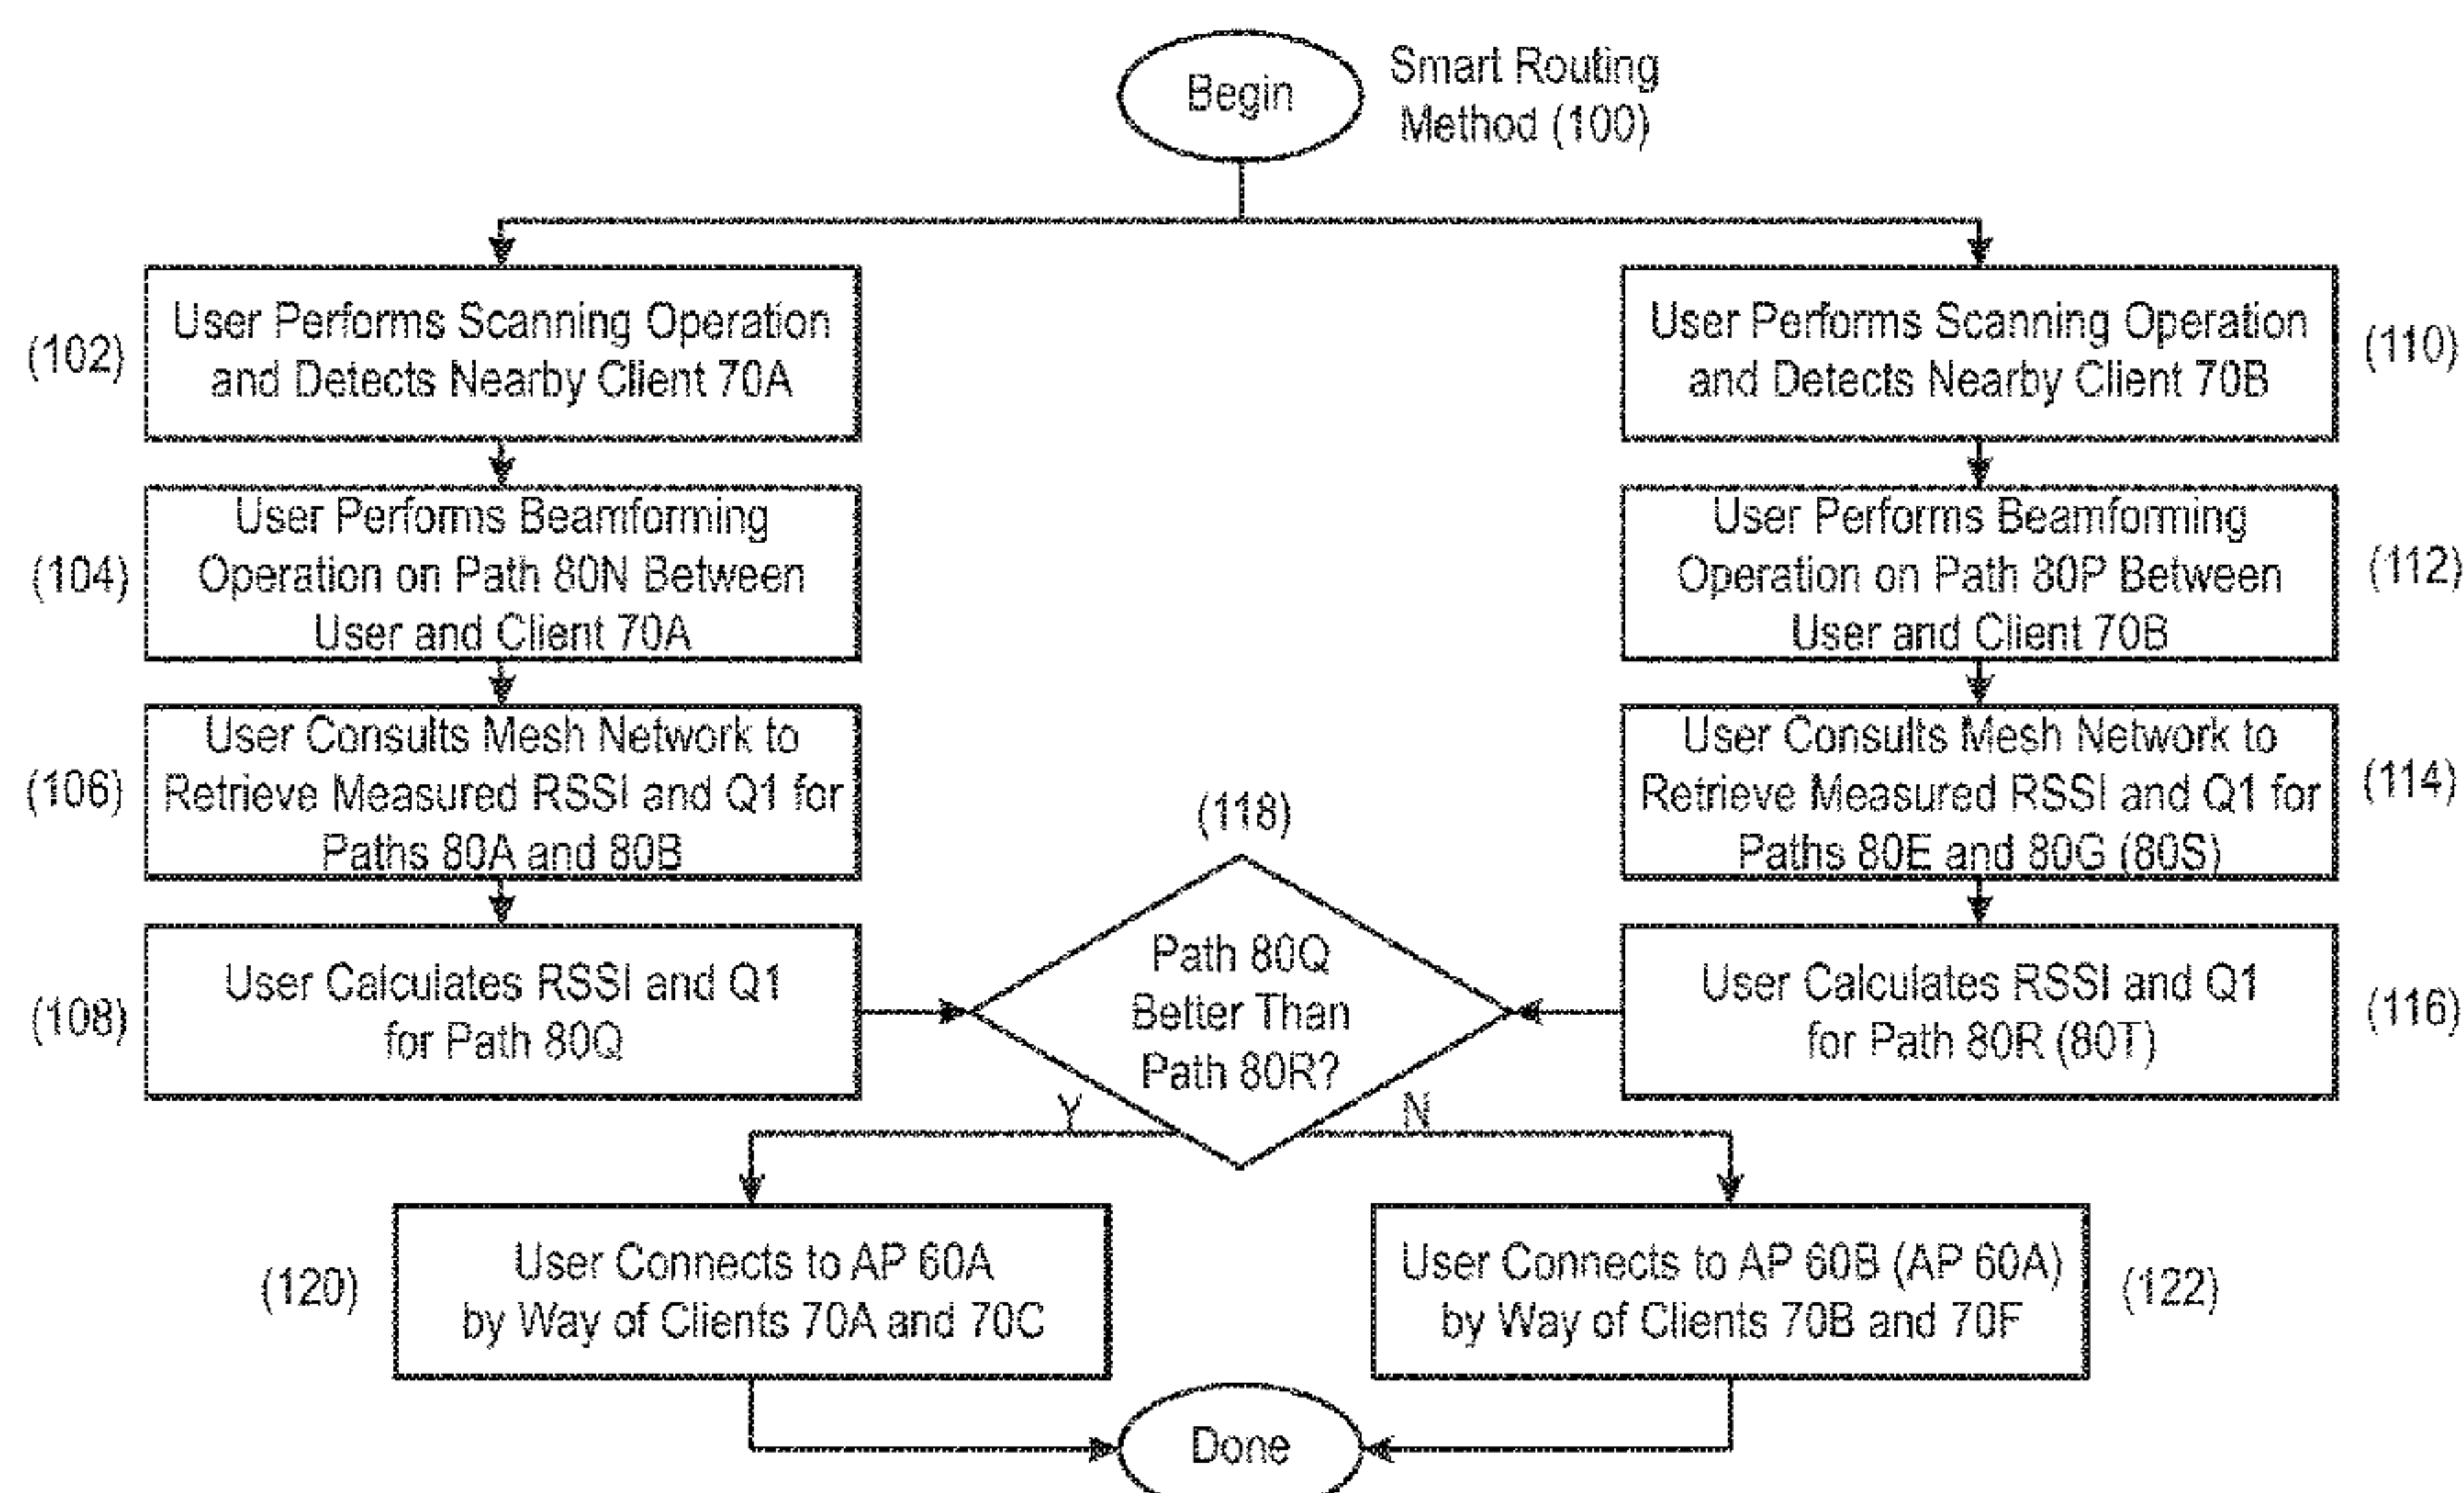 Begin
Smart Routing
Method (100)
(102)
User Performs Scanning Operation
and Detects Nearby Client 70A
(104)
User Performs Beamforming
Operation on Path 80N Between
User and Client 70A
(106)
User Consults Mesh Network to
Retrieve Measured RSSI and Q1 for
Paths 80A and 80B
(108)
User Calculates RSSI and Q1
for Path 80Q
User Performs Scanning Operation
and Detects Nearby Client 70B
(110)
User Performs Beamforming
Operation on Path 80P Between
User and Client 70B
(112)
User Consults Mesh Network to
Retrieve Measured RSSI and Q1 for
Paths 80E and 80G (80S)
(114)
User Calculates RSSI and Q1
for Path 80R (80T)
(116)
(118)
Path 80Q
Better Than
Path 80R?
Y
N
(120)
User Connects to AP 60A
by Way of Clients 70A and 70C
User Connects to AP 60B (AP 60A)
by Way of Clients 70B and 70F
(122)
Done